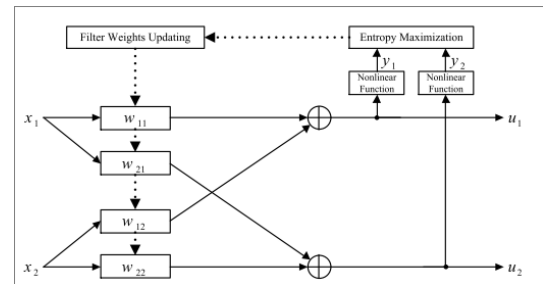 Filter Weights Updating
Entropy Maximization
y1
y2
Nonlinear
Function
Nonlinear
Function
x1
w11
u1
w21
w12
x2
w22
u2